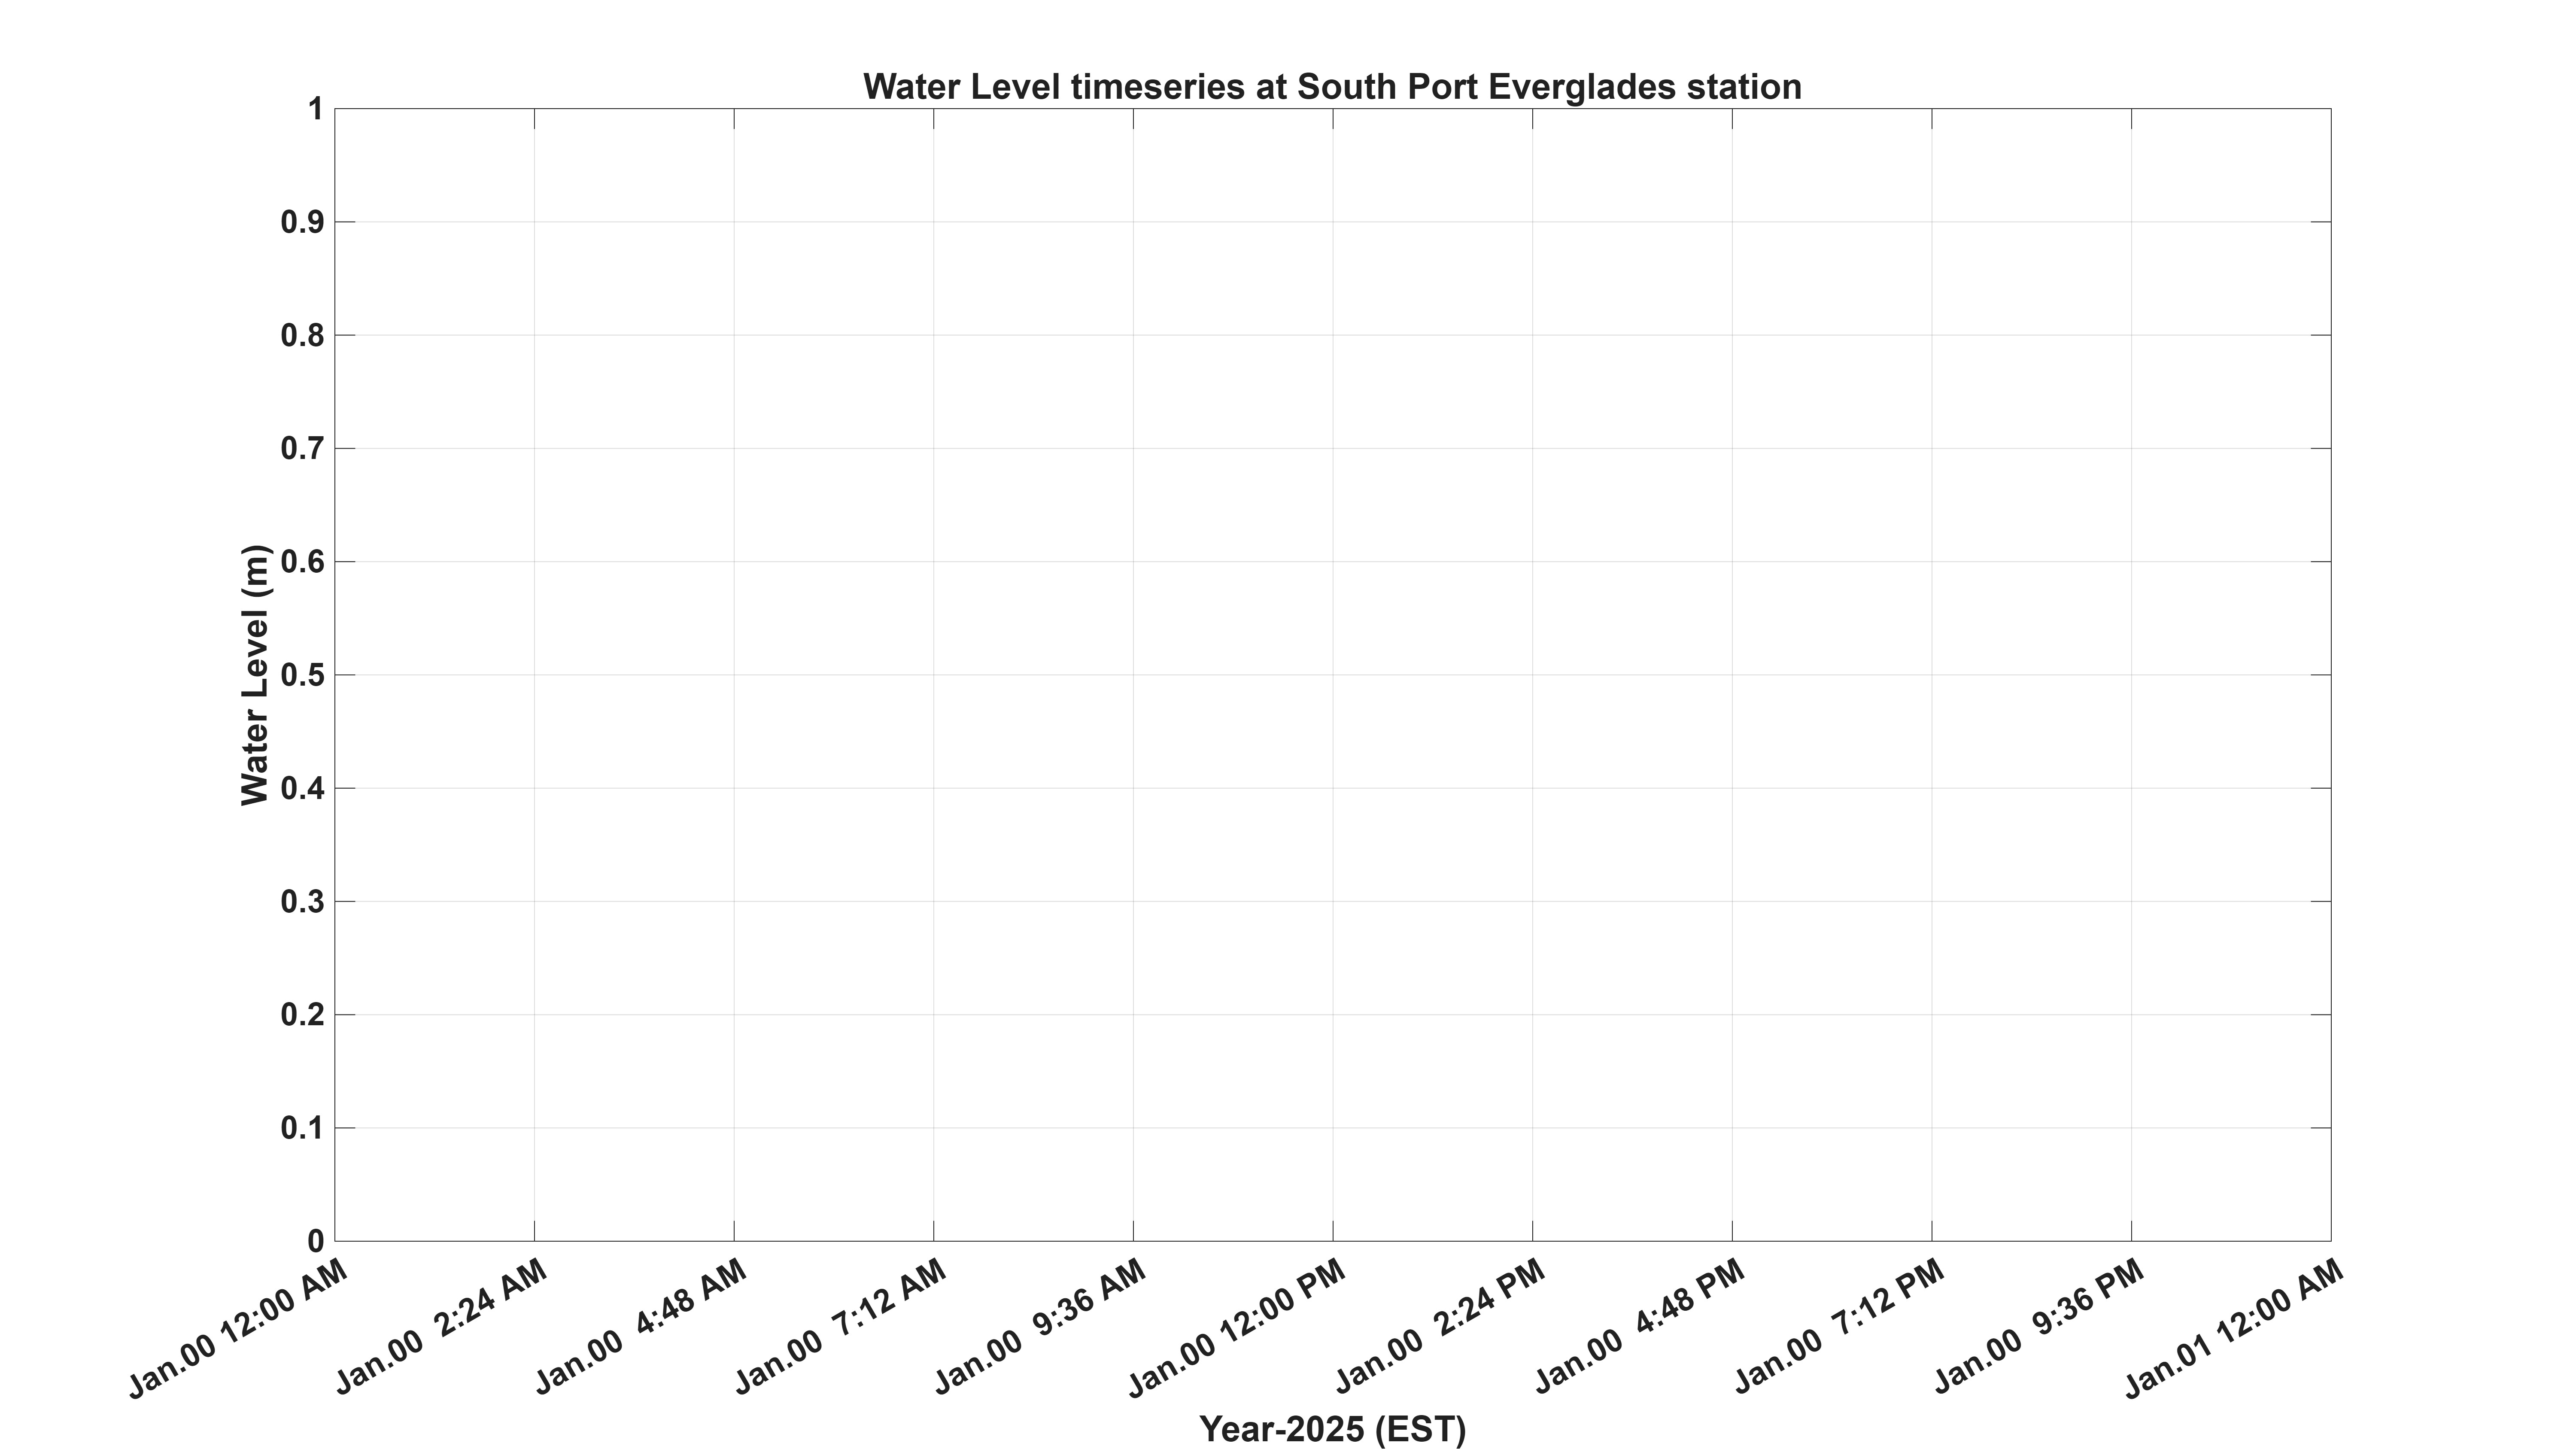 Water Level timeseries at South Port Everglades station
1
0.9
0.8
0.7
0.6
0.5
0.4
0.3
0.2
0.1
0
Water Level (m)
Jan.00 12:00 AM
Jan.00  2:24 AM
Jan.00  4:48 AM
Jan.00  7:12 AM
Jan.00  9:36 AM
Jan.00 12:00 PM
Jan.00  2:24 PM
Jan.00  4:48 PM
Jan.00  7:12 PM
Jan.00  9:36 PM
Jan.01 12:00 AM
Year-2025 (EST)